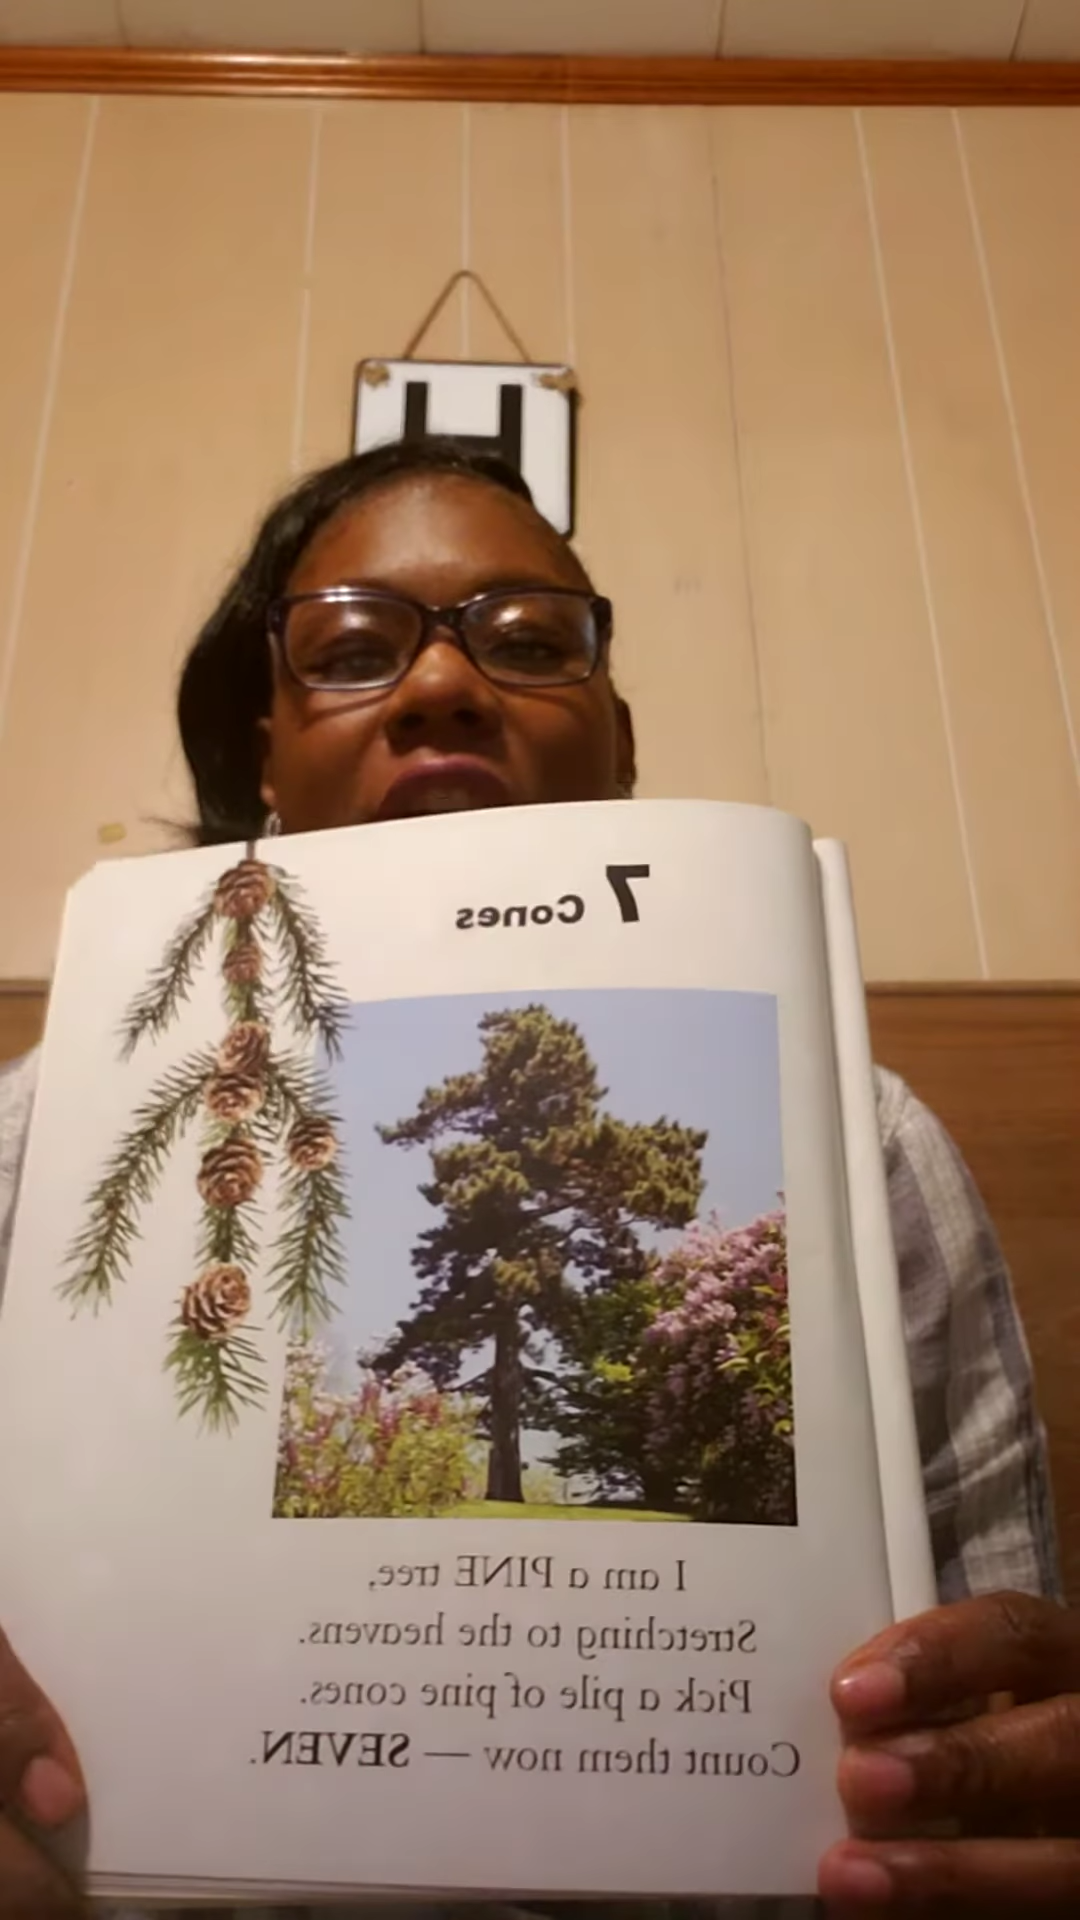 H
7 Cones
I am a PINE tree,
Stretching to the heavens.
Pick a pile of pine cones.
Count them now — SEVEN.